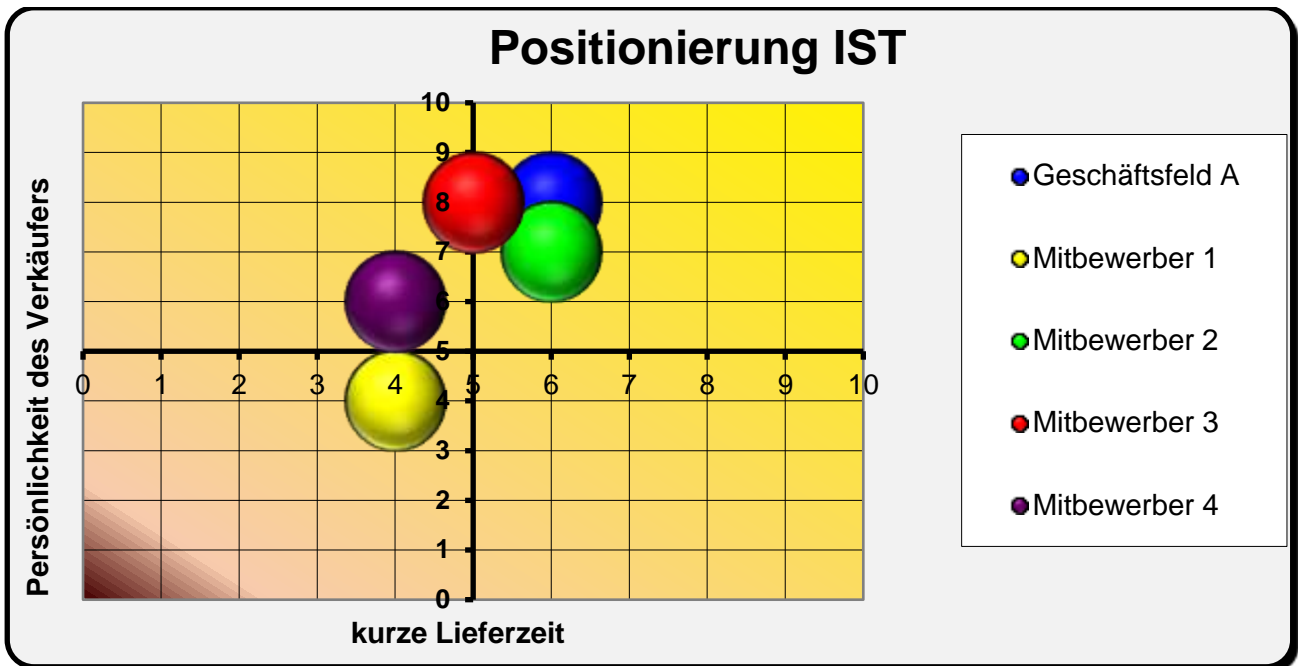 Positionierung IST
Persönlichkeit des Verkäufers
10
9
8
7
6
5
4
3
2
1
0
0 1 2 3 4 5 6 7 8 9 10
kurze Lieferzeit
Geschäftsfeld A
Mitbewerber 1
Mitbewerber 2
Mitbewerber 3
Mitbewerber 4